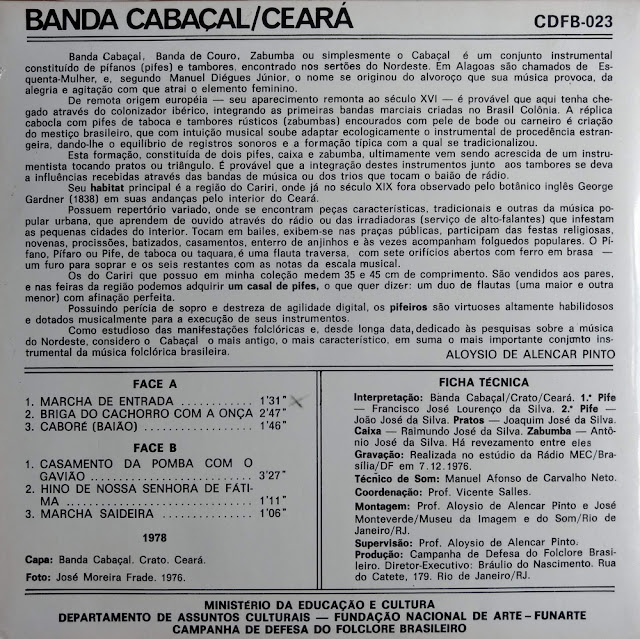 BANDA CABAÇAL/CEARÁ CDFB-023
Banda Cabaçal, Banda de Couro, Zabumba ou simplesmente o Cabaçal é um conjunto instrumental
constituído de pífanos (pifes) e tambores, encontrado nos sertões do Nordeste. Em Alagoas são chamados de Es-
quenta-Mulher, e, segundo Manuel Diégues Júnior, o nome se originou do alvoroço que sua música provoca, da
alegria e agitação com que atrai o elemento feminino.
De remota origem européia — seu aparecimento remonta ao século XVI — é provável que aqui tenha che-
gado através do colonizador ibérico, integrando as primeiras bandas marciais criadas no Brasil Colônia. A réplica
cabocla com pifes de taboca e tambores rústicos (zabumbas) encourados com pele de bode ou carneiro é criação
do mestiço brasileiro, que com intuição musical soube adaptar ecologicamente o instrumental de procedência estran-
geira, dando-lhe o equilíbrio de registros sonoros e a formação típica com a qual se tradicionalizou.
Esta formação, constituída de dois pifes, caixa e zabumba, ultimamente vem sendo acrescida de um instru-
mentista tocando pratos ou triângulo. É provável que a integração destes instrumentos junto aos tambores se deva
a influências recebidas através das bandas de música ou dos trios que tocam o baião de rádio.
Seu habitat principal é a região do Cariri, onde já no século XIX fora observado pelo botânico inglês George
Gardner (1838) em suas andanças pelo interior do Ceará.
Possuem repertório variado, onde se encontram peças características, tradicionais e outras da música po-
pular urbana, que aprendem de ouvido através do rádio ou das irradiadoras (serviço de alto-falantes) que infestam
as pequenas cidades do interior. Tocam em bailes, exibem-se nas praças públicas, participam das festas religiosas,
novenas, procissões, batizados, casamentos, enterro de anjinhos e às vezes acompanham folguedos populares. O Pí-
fano, Pífaro ou Pife, de taboca ou taquara, é uma flauta travessa, com sete orifícios abertos com ferro em brasa —
um furo para soprar e os seis restantes com as notas da escala musical.
Os do Cariri que possuo em minha coleção medem 35 e 45 cm de comprimento. São vendidos aos pares,
e nas feiras da região podemos adquirir um casal de pifes, o que quer dizer: um duo de flautas (uma maior e outra
menor) com afinação perfeita.
Possuindo perícia de sopro e destreza de agilidade digital, os pifeiros são virtuoses altamente habilidosos
e dotados musicalmente para a execução de seus instrumentos.
Como estudioso das manifestações folclóricas e, desde longa data, dedicado às pesquisas sobre a música
do Nordeste, considero o Cabaçal o mais antigo, o mais característico, em suma o mais importante conjunto ins-
trumental da música folclórica brasileira. ALOYSIO DE ALENCAR PINTO
FACE A
1. MARCHA DE ENTRADA ........... 1'31"
2. BRIGA DO CACHORRO COM A ONÇA 2'47"
3. CABORÉ (BAIÃO) ................ 1'46"
FACE B
1. CASAMENTO DA POMBA COM O
GAVIÃO ........................ 3'27"
2. HINO DE NOSSA SENHORA DE FÁTI-
MA ............................. 1'11"
3. MARCHA SAIDEIRA ............... 1'06"
1978
Capa: Banda Cabaçal. Crato. Ceará.
Foto: José Moreira Frade. 1976.
FICHA TÉCNICA
Interpretação: Banda Cabaçal/Crato/Ceará. 1.º Pife
— Francisco José Lourenço da Silva. 2.º Pife —
João José da Silva. Pratos — Joaquim José da Silva.
Caixa — Raimundo José da Silva. Zabumba — Antô-
nio José da Silva. Há revezamento entre eles
Gravação: Realizada no estúdio da Rádio MEC/Bra-
sília/DF em 7.12.1976.
Técnico de Som: Manuel Afonso de Carvalho Neto.
Coordenação: Prof. Vicente Salles.
Montagem: Prof. Aloysio de Alencar Pinto e José
Monteverde/Museu da Imagem e do Som/Rio de
Janeiro/RJ.
Supervisão: Prof. Aloysio de Alencar Pinto.
Produção: Campanha de Defesa do Folclore Brasi-
leiro. Diretor-Executivo: Bráulio do Nascimento. Rua
do Catete, 179. Rio de Janeiro/RJ.
MINISTÉRIO DA EDUCAÇÃO E CULTURA
DEPARTAMENTO DE ASSUNTOS CULTURAIS — FUNDAÇÃO NACIONAL DE ARTE – FUNARTE
CAMPANHA DE DEFESA DO FOLCLORE BRASILEIRO